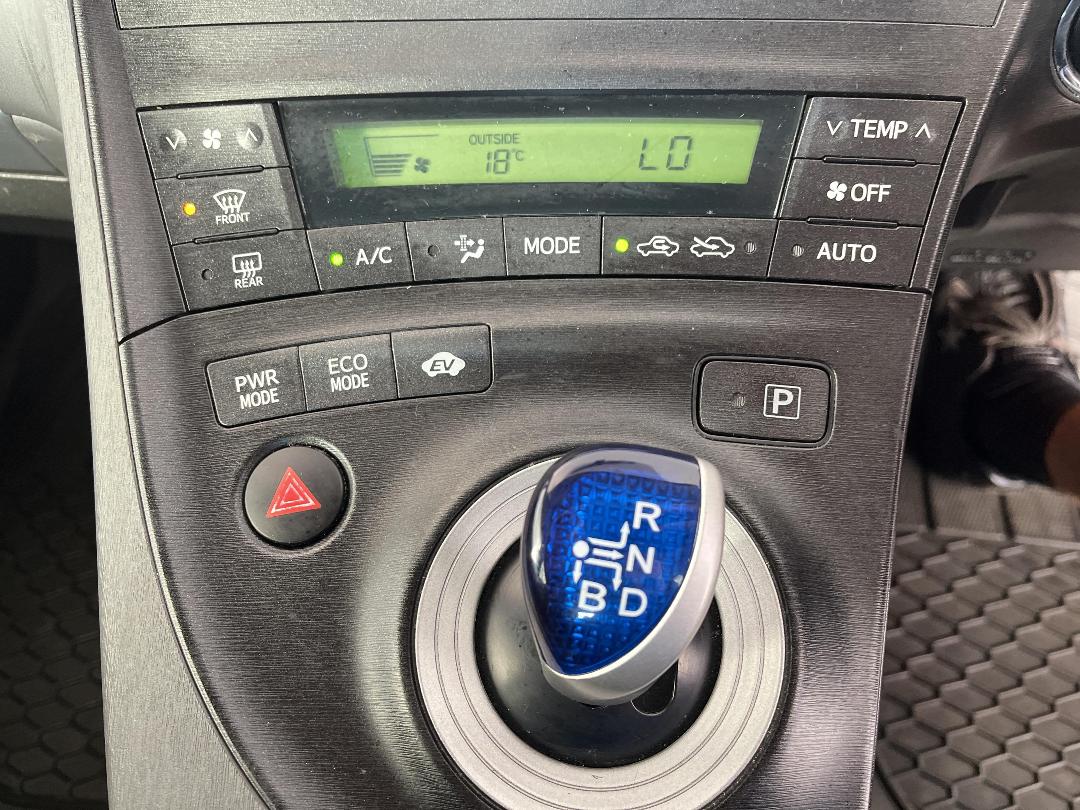 OUTSIDE
18°C LO
TEMP
OFF
FRONT
REAR
A/C
MODE
AUTO
PWR
MODE
ECO
MODE
EV
P
R
N
B D